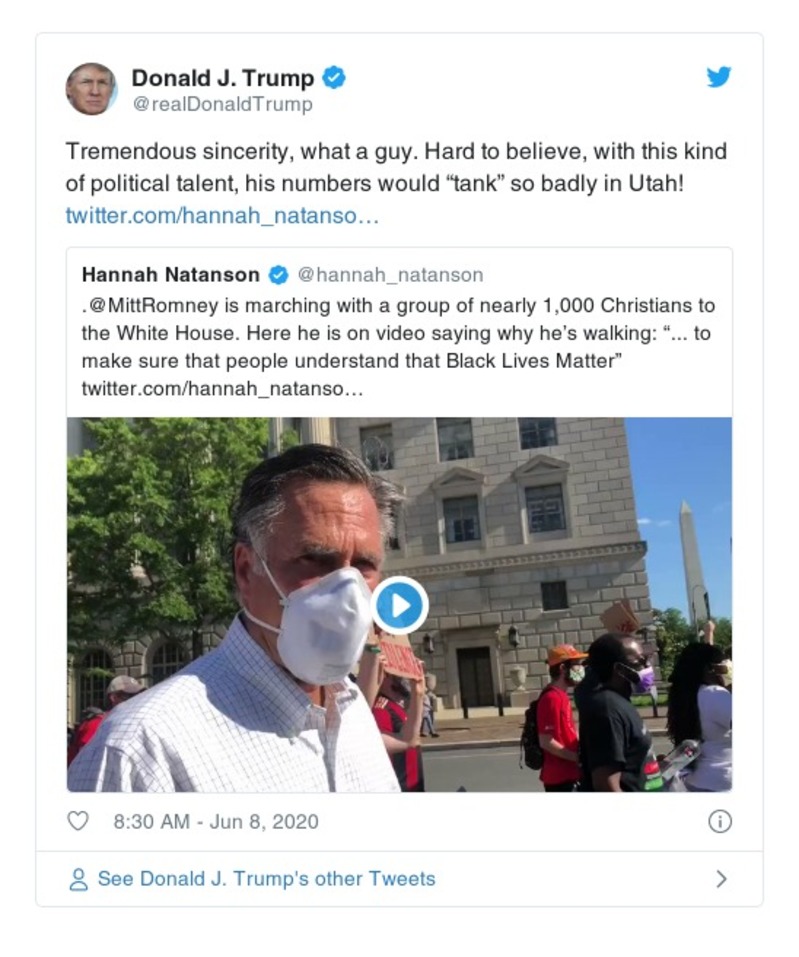 Donald J. Trump
@realDonaldTrump
Tremendous sincerity, what a guy. Hard to believe, with this kind
of political talent, his numbers would “tank” so badly in Utah!
twitter.com/hannah_natanso…
Hannah Natanson @hannah_natanson
.@MittRomney is marching with a group of nearly 1,000 Christians to
the White House. Here he is on video saying why he’s walking: “... to
make sure that people understand that Black Lives Matter”
twitter.com/hannah_natanso…
8:30 AM - Jun 8, 2020
See Donald J. Trump's other Tweets